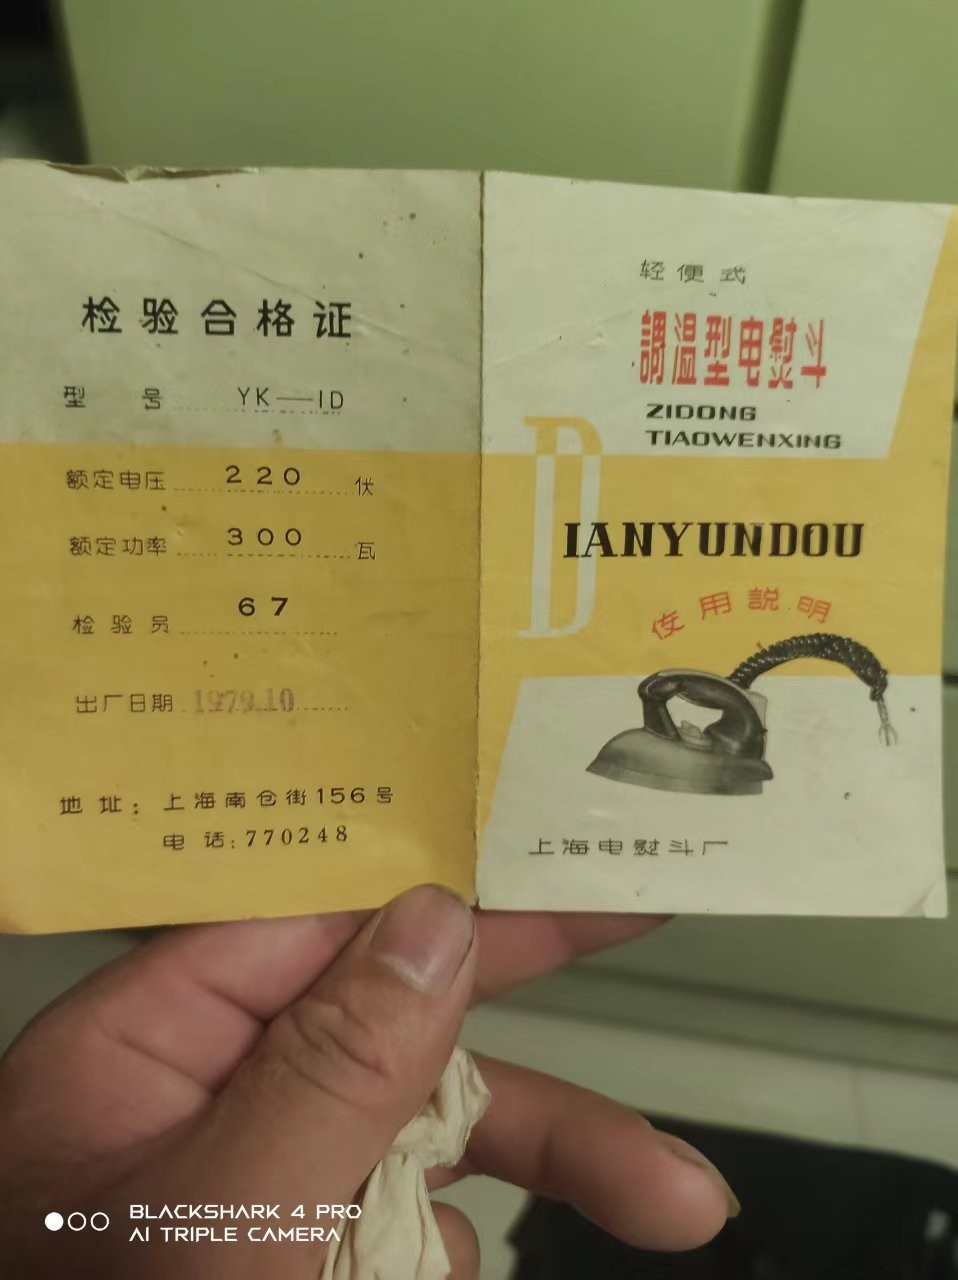 检验合格证
型 号 YK—1D
额定电压 220 伏
额定功率 300 瓦
检验员 67
出厂日期 1979.10
地址：上海南仓街156号
电话：770248
轻便式
調温型电熨斗
ZIDONG
TIAOWENXING
DIANYUNDOU
使用説明
上海电熨斗厂
BLACKSHARK 4 PRO
AI TRIPLE CAMERA